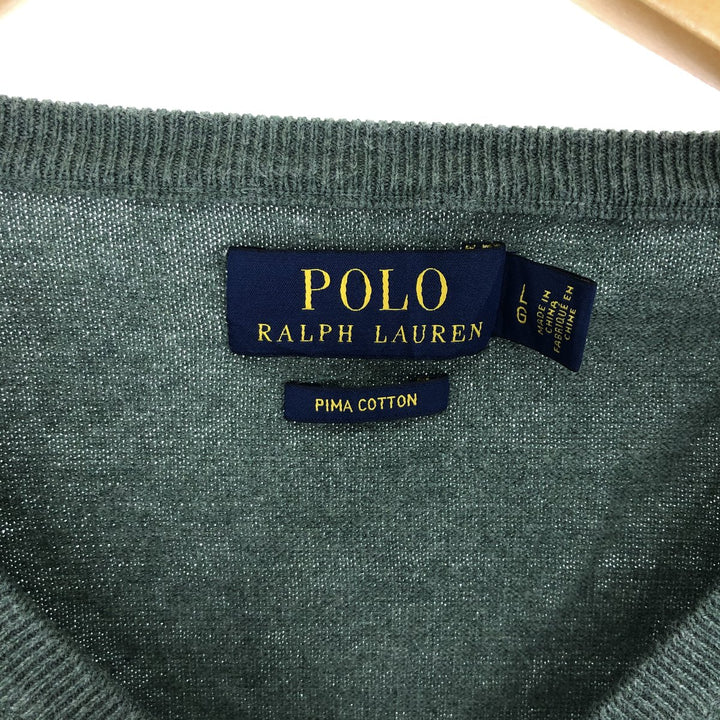 POLO
RALPH LAUREN
PIMA COTTON
MADE IN
CHINA
FABRIQUÉ EN
CHINE